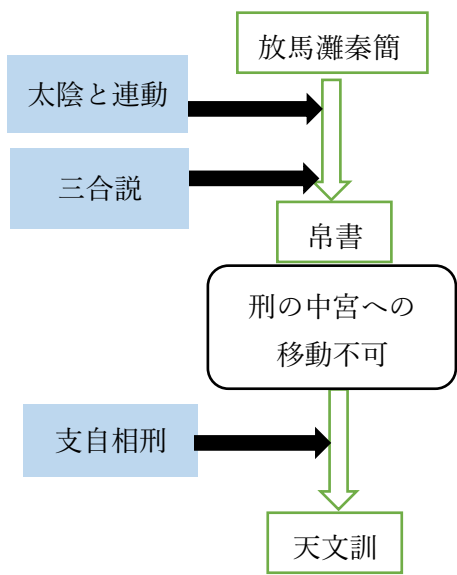 放馬灘秦簡
太陰と連動
三合説
帛書
刑の中宮への
移動不可
支自相刑
天文訓